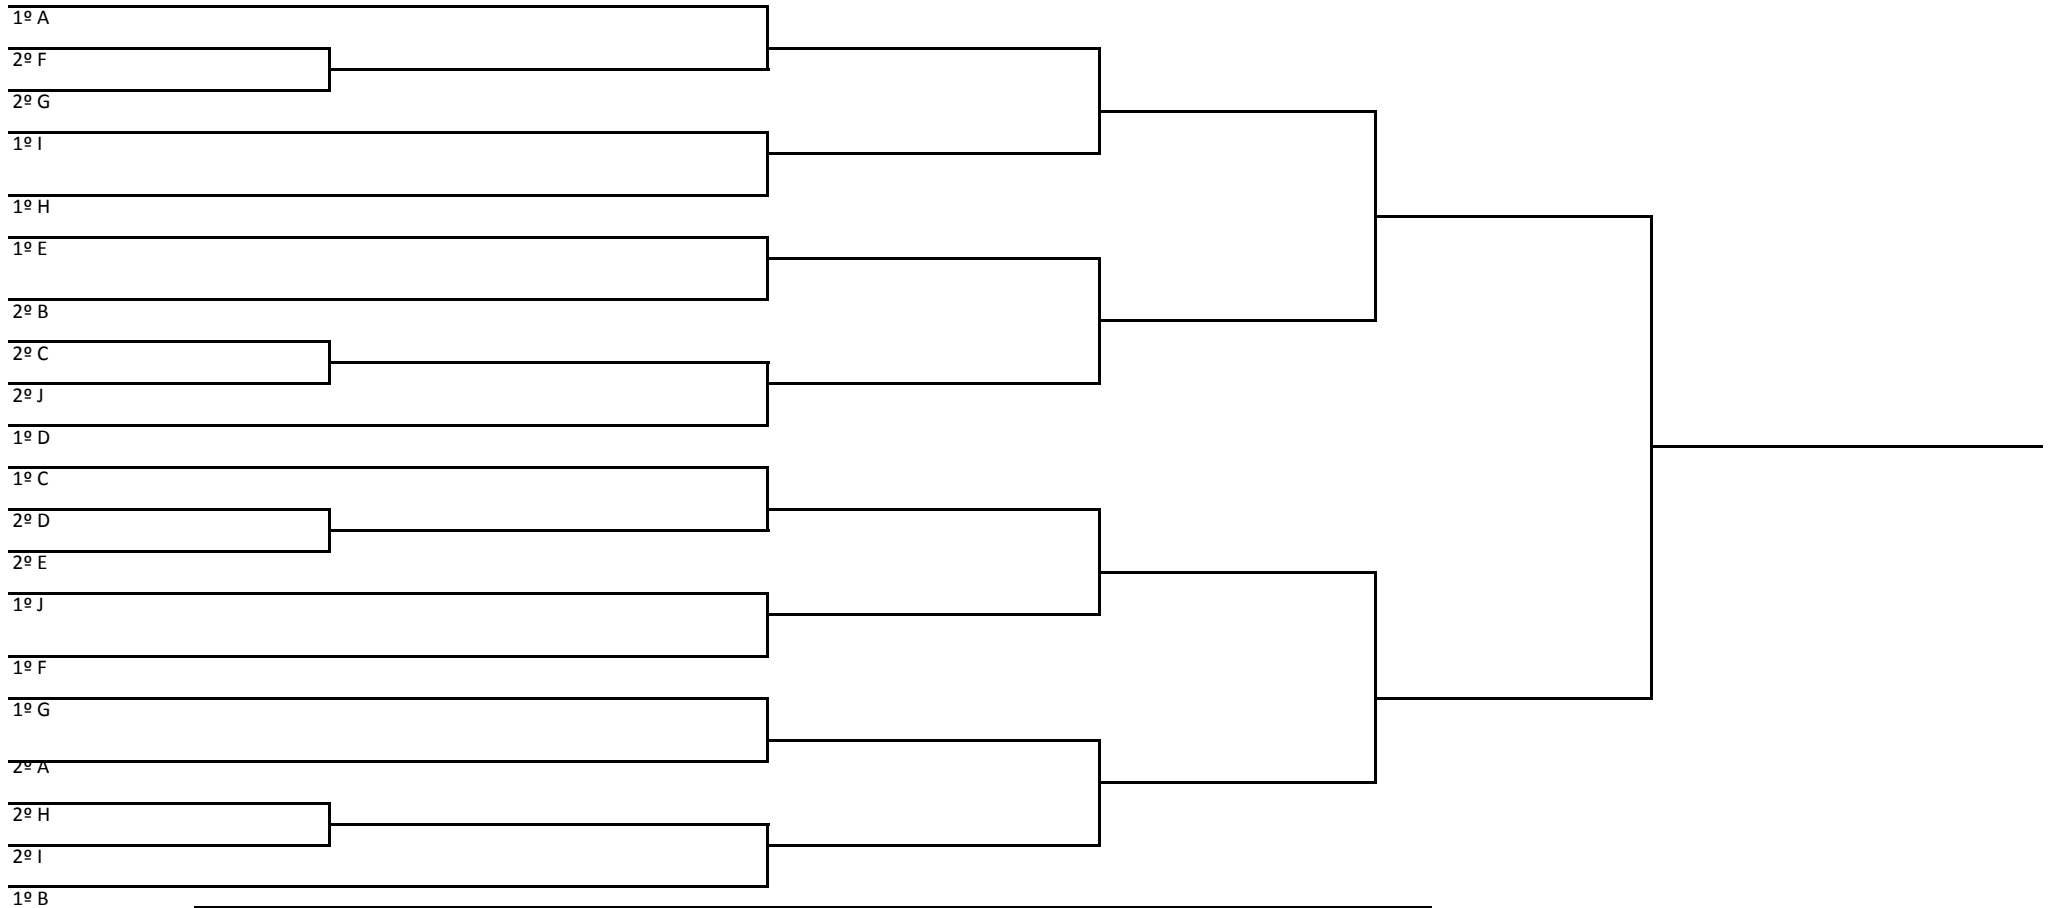 1º A
2º F
2º G
1º I
1º H
1º E
2º B
2º C
2º J
1º D
1º C
2º D
2º E
1º J
1º F
1º G
2º A
2º H
2º I
1º B